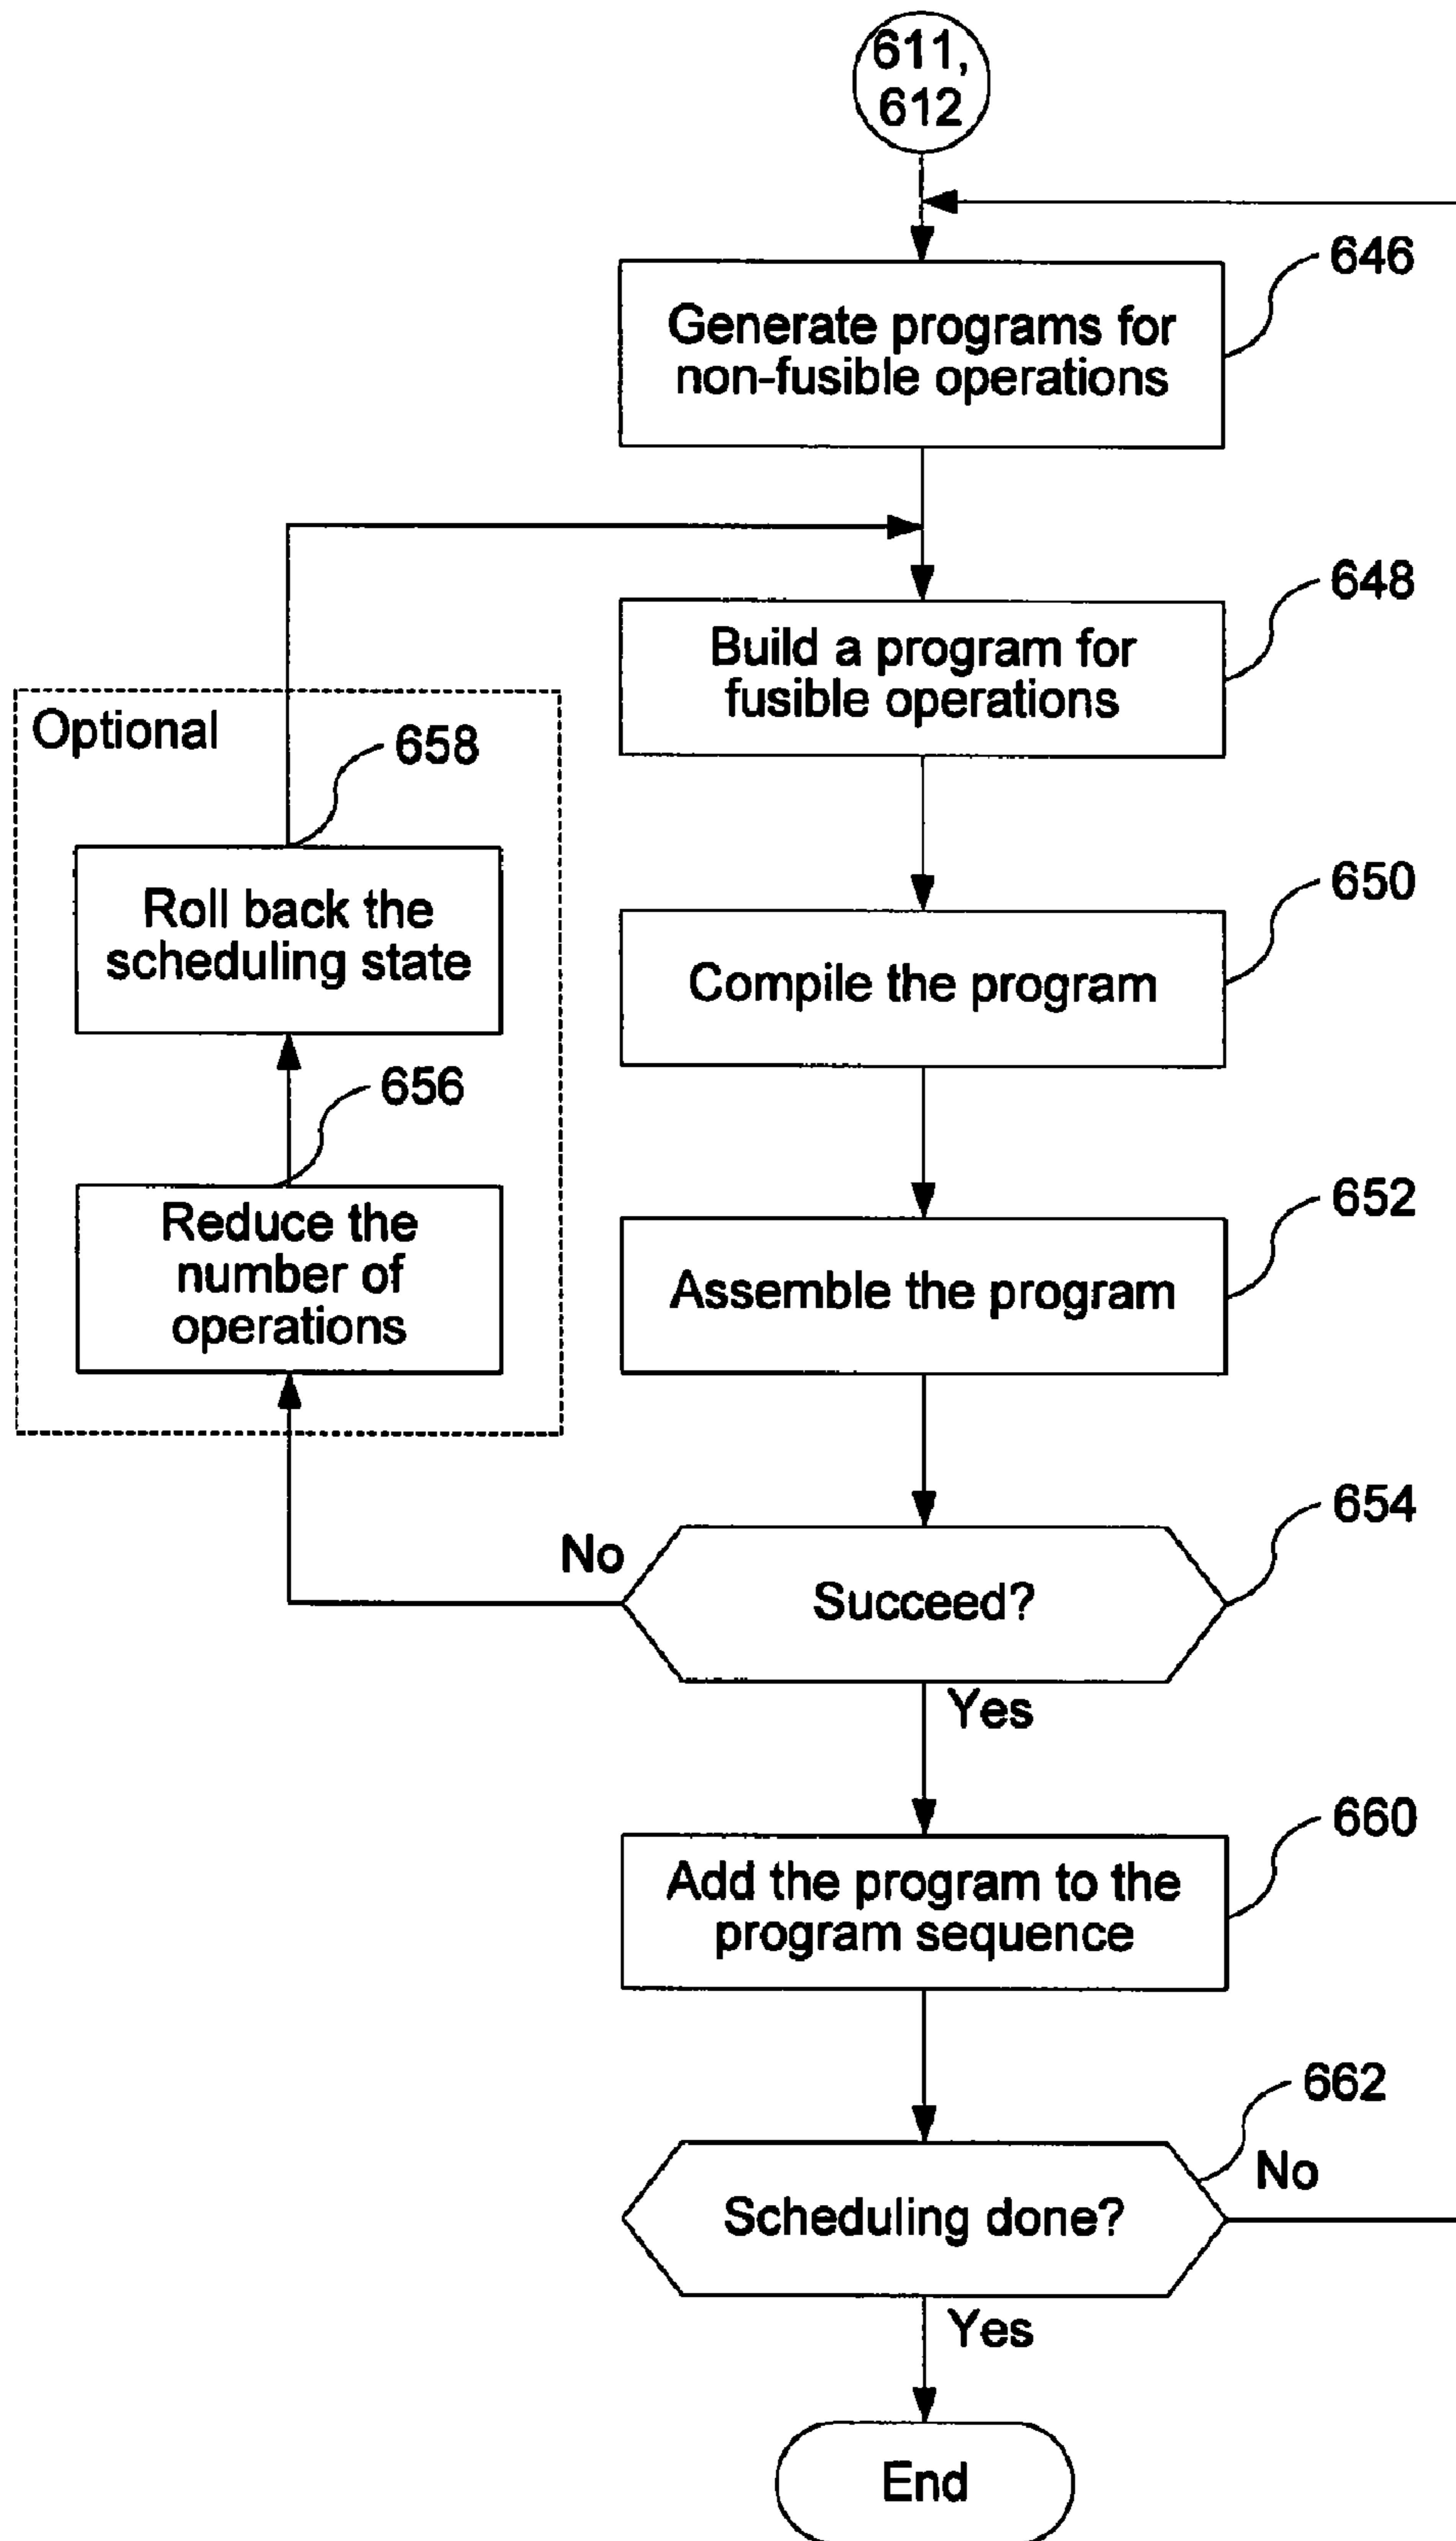 611,
612
646
Generate programs for
non-fusible operations
648
Build a program for
fusible operations
Optional
658
Roll back the
scheduling state
650
Compile the program
656
Reduce the
number of
operations
652
Assemble the program
654
No
Succeed?
Yes
660
Add the program to the
program sequence
662
No
Scheduling done?
Yes
End